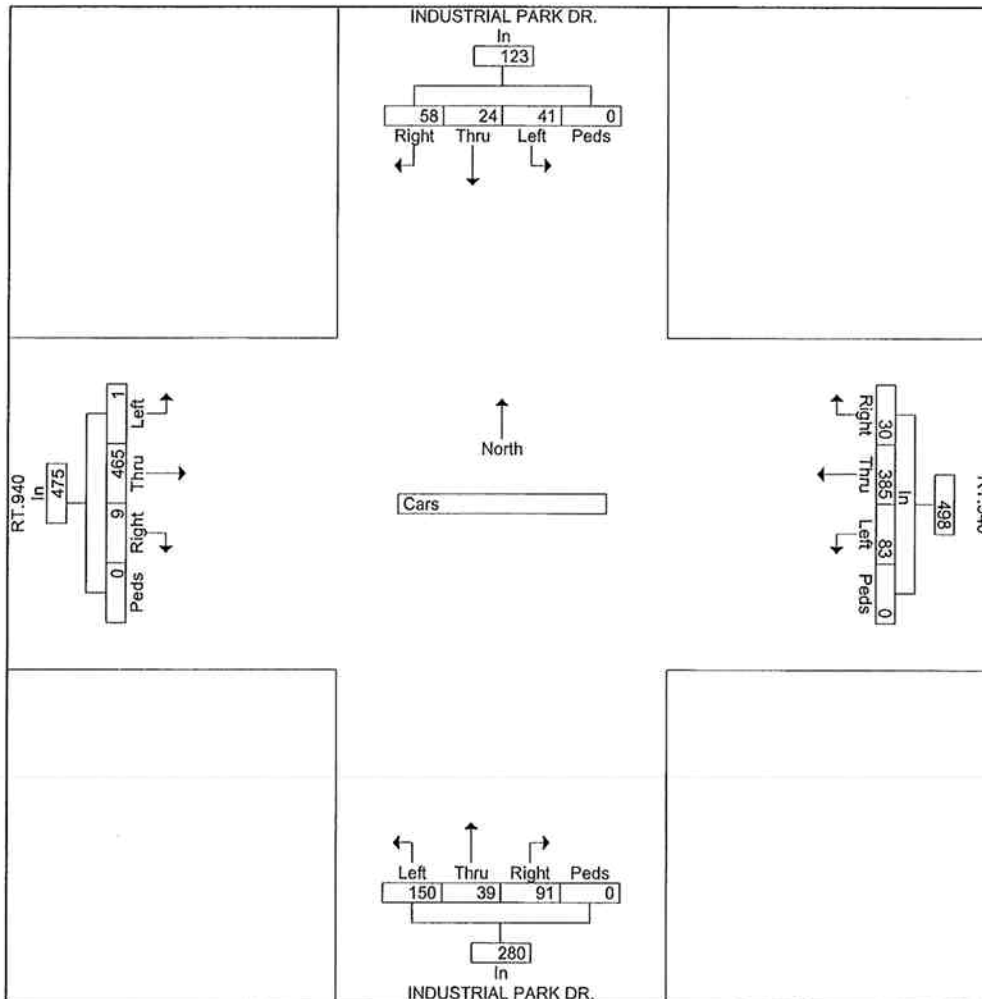 INDUSTRIAL PARK DR.
In
123
58 24 41 0
Right Thru Left Peds
RT.940
In
475
1 465 9 0
Left Thru Right Peds
North
Cars
Right Thru Left Peds
30 385 83 0
In
498
Left Thru Right Peds
150 39 91 0
280
In
INDUSTRIAL PARK DR.